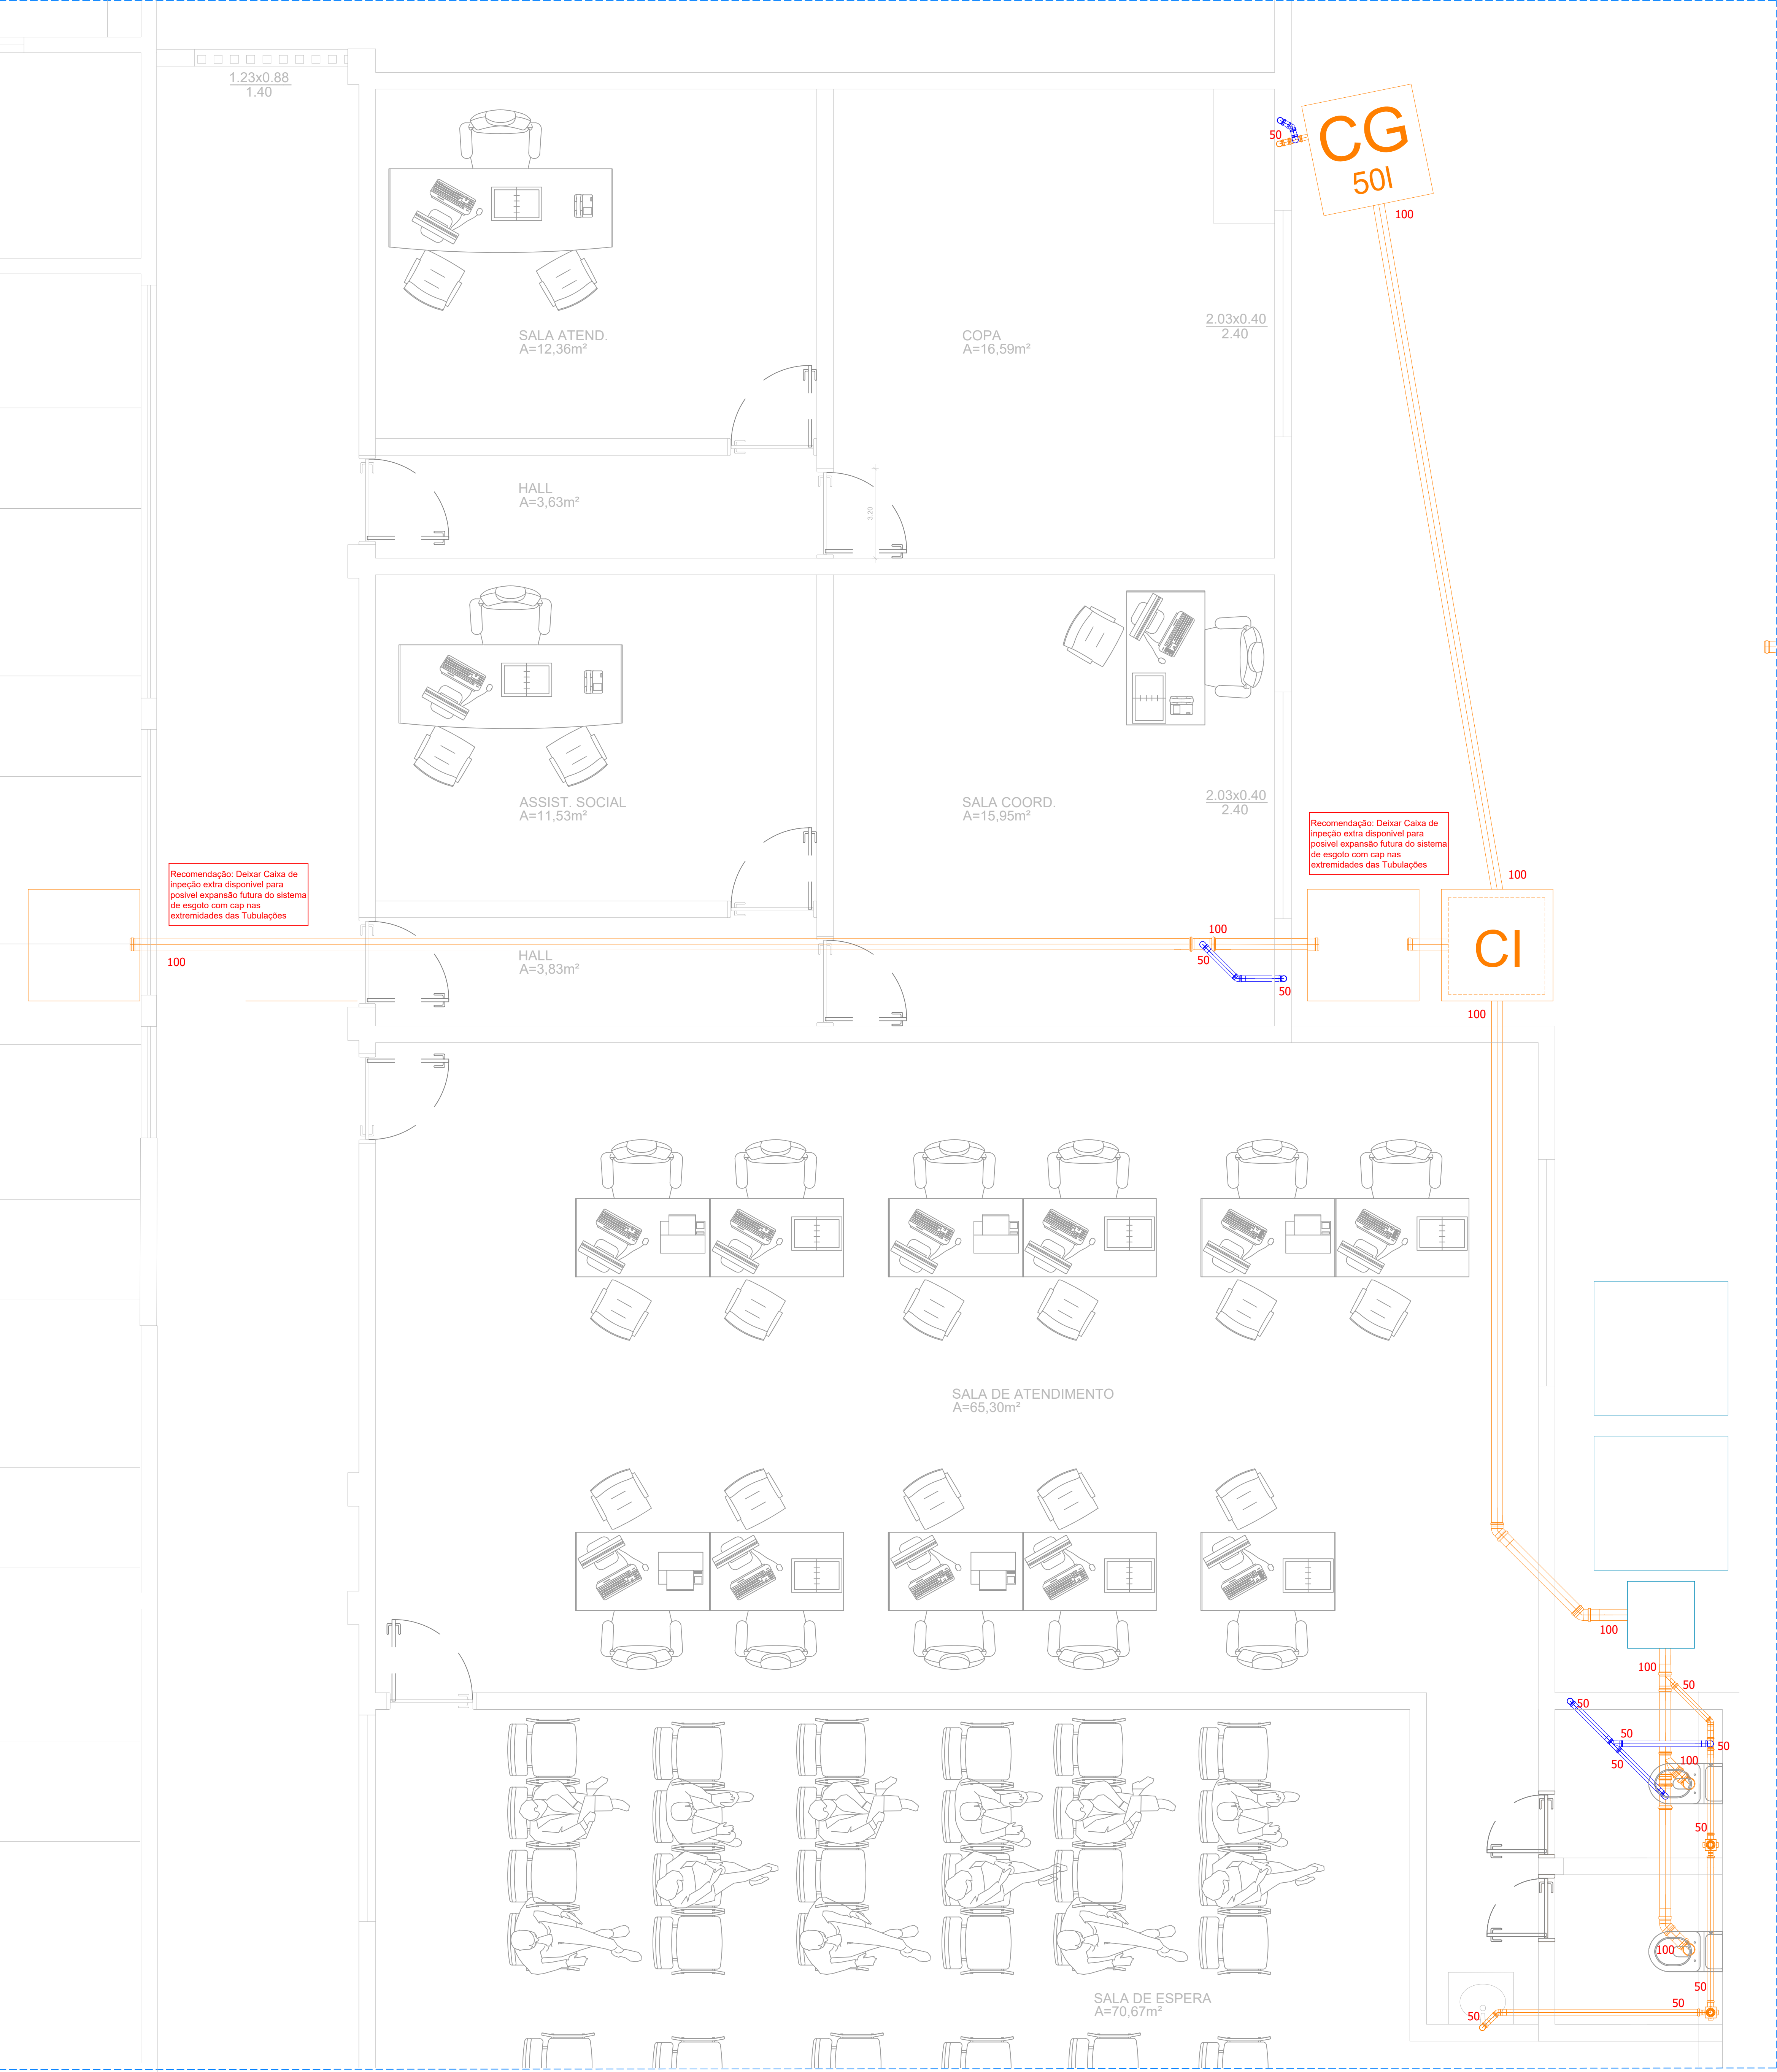 1.23x0.88
1.40
50
CG
50l
100
SALA ATEND.
A=12,36m²
COPA
A=16,59m²
2.03x0.40
2.40
HALL
A=3,63m²
3.20
ASSIST. SOCIAL
A=11,53m²
SALA COORD.
A=15,95m²
2.03x0.40
2.40
Recomendação: Deixar Caixa de
inpeção extra disponivel para
posivel expansão futura do sistema
de esgoto com cap nas
extremidades das Tubulações
Recomendação: Deixar Caixa de
inpeção extra disponivel para
posivel expansão futura do sistema
de esgoto com cap nas
extremidades das Tubulações
100
100
HALL
A=3,83m²
100
50
50
CI
100
SALA DE ATENDIMENTO
A=65,30m²
100
100
50
50
50
50
50
100
50
100
50
50
50
SALA DE ESPERA
A=70,67m²